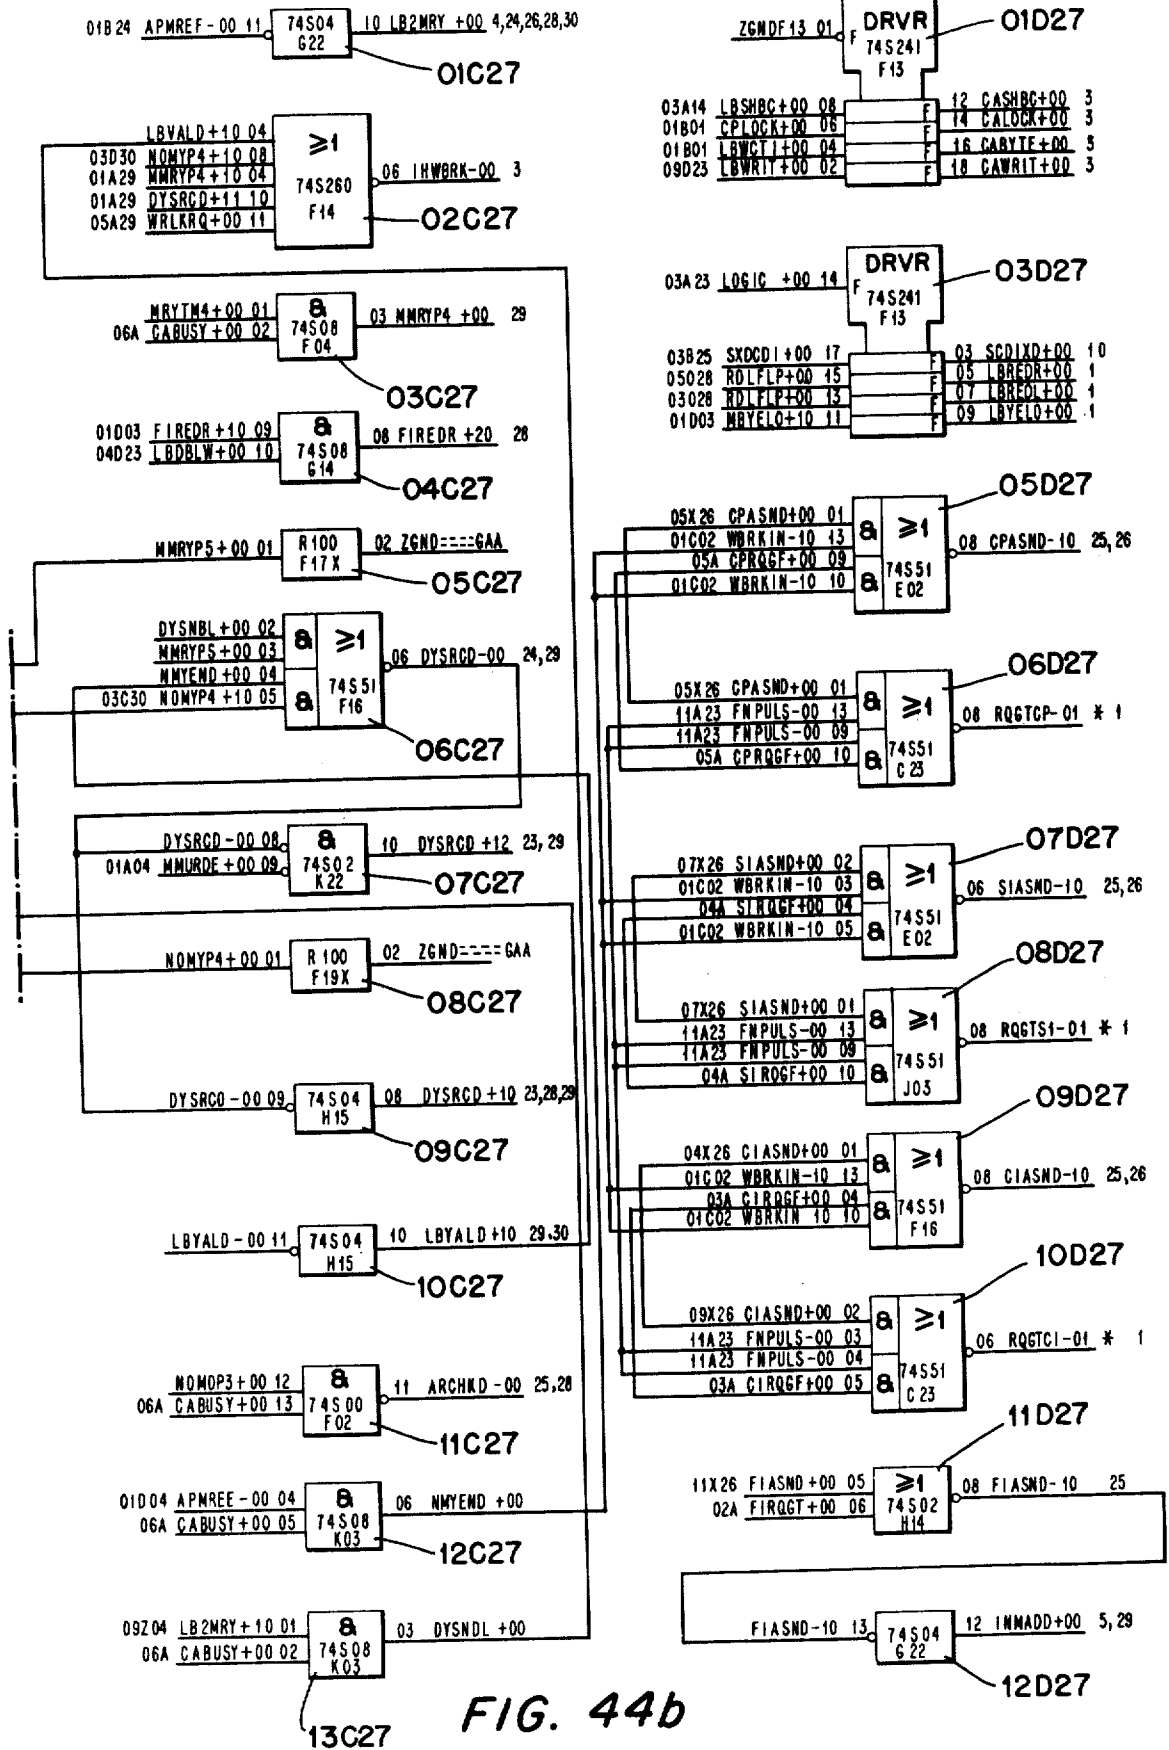 01B24 APMREF-00 11 74S04 G22 10 LB2MRY +00 4,24,26,28,30
01C27
LBVALD+10 04
03D30 NOMYP4+10 08
01A29 MMRYP4+10 04
01A29 DYSRCD+11 10
05A29 WRLKRQ+00 11
≥1
74S260
F14
06 IHWBRK-00 3
02C27
MRYTM4+00 01
06A CABUSY+00 02
&
74S08
F04
03 MMRYP4 +00 29
03C27
01D03 FIREDR+10 09
04D23 LBDBLW+00 10
&
74S08
G14
08 FIREDR +20 28
04C27
MMRYP5+00 01
R100
F17X
02 ZGND====GAA
05C27
DYSNBL+00 02
MMRYP5+00 03
MMYEND+00 04
03C30 NOMYP4+10 05
&
&
≥1
74S51
F16
06 DYSRCD-00 24,29
06C27
DYSRCD-00 08
01A04 MMURDE+00 09
&
74S02
K22
10 DYSRCD +12 23,29
07C27
NOMYP4+00 01
R100
F19X
02 ZGND====GAA
08C27
DYSRCO-00 09
74S04
H15
08 DYSRCD+10 23,28,29
09C27
LBYALD-00 11
74S04
H15
10 LBYALD+10 29,30
10C27
NOMOP3+00 12
06A CABUSY+00 13
&
74S00
F02
11 ARCHKD-00 25,28
11C27
01D04 APMREE-00 04
06A CABUSY+00 05
&
74S08
K03
06 NMYEND +00
12C27
09Z04 LB2MRY+10 01
06A CABUSY+00 02
&
74S08
K03
03 DYSNDL+00
13C27
ZGNDF13 01
F
DRVR
74S241
F13
01D27
03A14 LBSHBC+00 08 F 12 CASHBC+00 3
01B01 CPLOCK+00 06 F 14 CALOCK+00 3
01B01 LBWCT1+00 04 F 16 CABYTE+00 3
09D23 LBWRIT+00 02 F 18 CAWRIT+00 3
03A23 LOGIC +00 14
F
DRVR
74S241
F13
03D27
03B25 SXDCD1+00 17 F 03 SCDIXD+00 10
05028 RDLFLP+00 15 F 05 LBREDR+00 1
03028 RDLFLP+00 13 F 07 LBREDL+00 1
01D03 MBYELO+10 11 F 09 LBYELO+00 1
05D27
05X26 CPASND+00 01
01C02 WBRKIN-10 13
05A CPRQGF+00 09
01C02 WBRKIN-10 10
&
&
≥1
74S51
E02
08 CPASND-10 25,26
06D27
05X26 CPASND+00 01
11A23 FNPULS-00 13
11A23 FNPULS-00 09
05A CPRQGF+00 10
&
&
≥1
74S51
C23
08 RQGTCP-01 * 1
07D27
07X26 SIASND+00 02
01C02 WBRKIN-10 03
04A SIRQGF+00 04
01C02 WBRKIN-10 05
&
&
≥1
74S51
E02
06 SIASND-10 25,26
08D27
07X26 SIASND+00 01
11A23 FNPULS-00 13
11A23 FNPULS-00 09
04A SIRQGF+00 10
&
&
≥1
74S51
J03
08 RQGTS1-01 * 1
09D27
04X26 CIASND+00 01
01C02 WBRKIN-10 13
03A CIRQGF+00 04
01C02 WBRKIN 10 10
&
&
≥1
74S51
F16
08 CIASND-10 25,26
10D27
09X26 CIASND+00 02
11A23 FNPULS-00 03
11A23 FNPULS-00 04
03A CIRQGF+00 05
&
&
≥1
74S51
C23
06 RQGTCI-01 * 1
11D27
11X26 FIASND+00 05
02A FIRQGT+00 06
≥1
74S02
H14
08 FIASND-10 25
FIASND-10 13
74S04
G22
12 INMADD+00 5,29
12D27
FIG. 44b